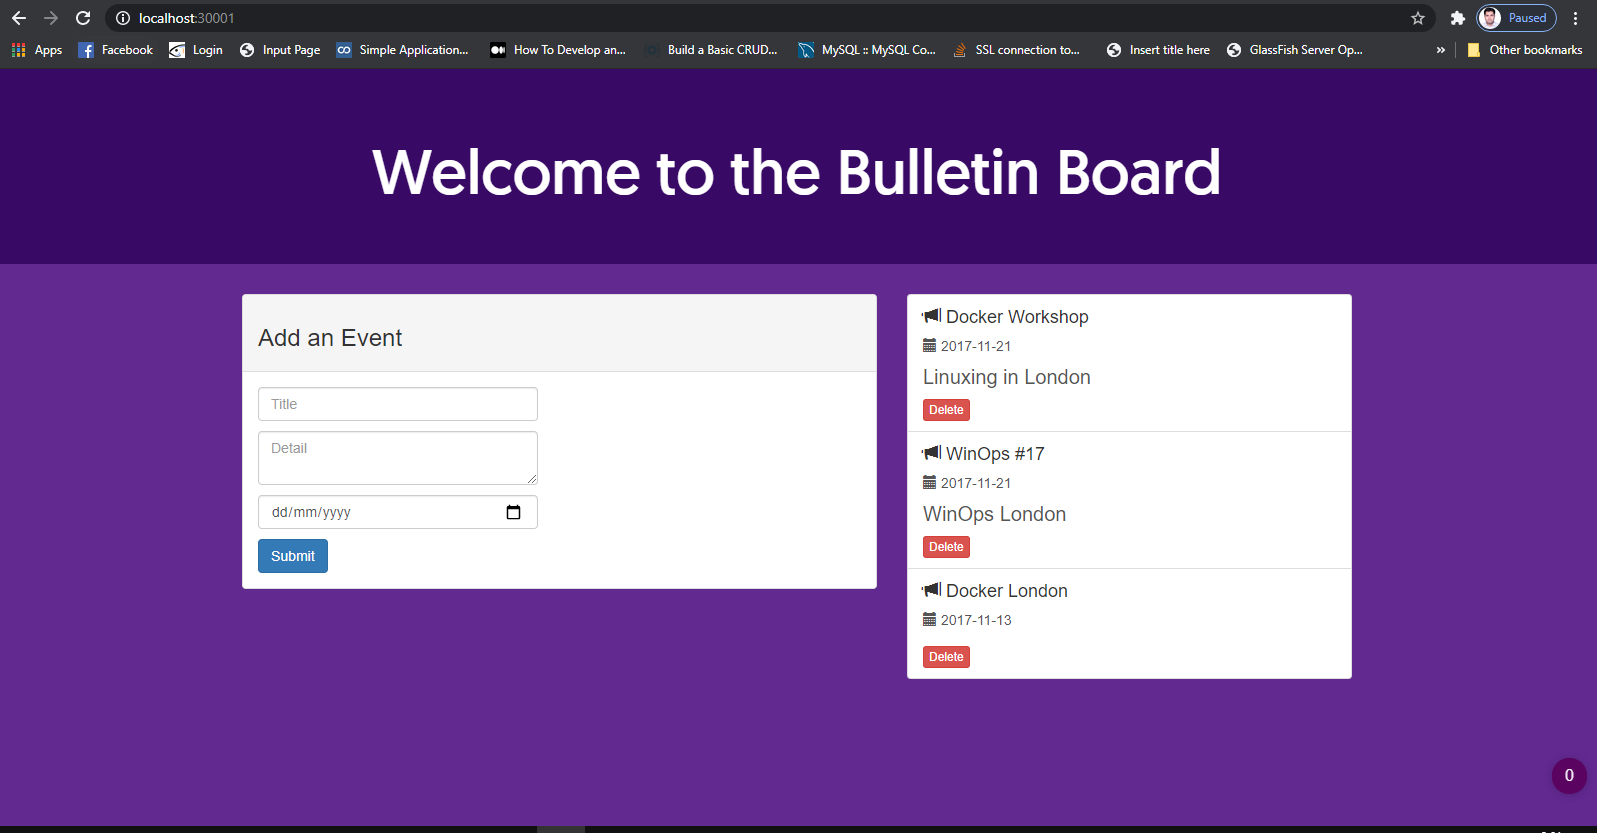 localhost:30001
Paused
Apps Facebook Login Input Page Simple Application... How To Develop an... Build a Basic CRUD... MySQL :: MySQL Co... SSL connection to... Insert title here GlassFish Server Op... » Other bookmarks
Welcome to the Bulletin Board
Add an Event
Title
Detail
dd/mm/yyyy
Submit
Docker Workshop
2017-11-21
Linuxing in London
Delete
WinOps #17
2017-11-21
WinOps London
Delete
Docker London
2017-11-13
Delete
0